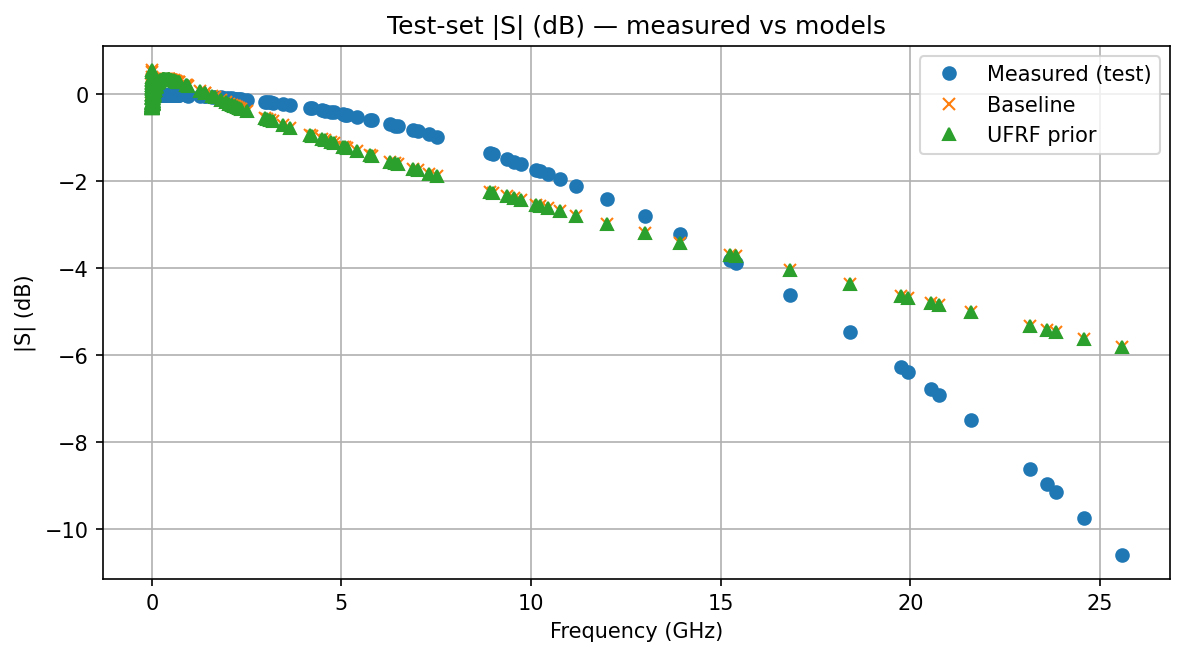 Test-set |S| (dB) — measured vs models
Measured (test)
Baseline
UFRF prior
|S| (dB)
0
−2
−4
−6
−8
−10
0 5 10 15 20 25
Frequency (GHz)